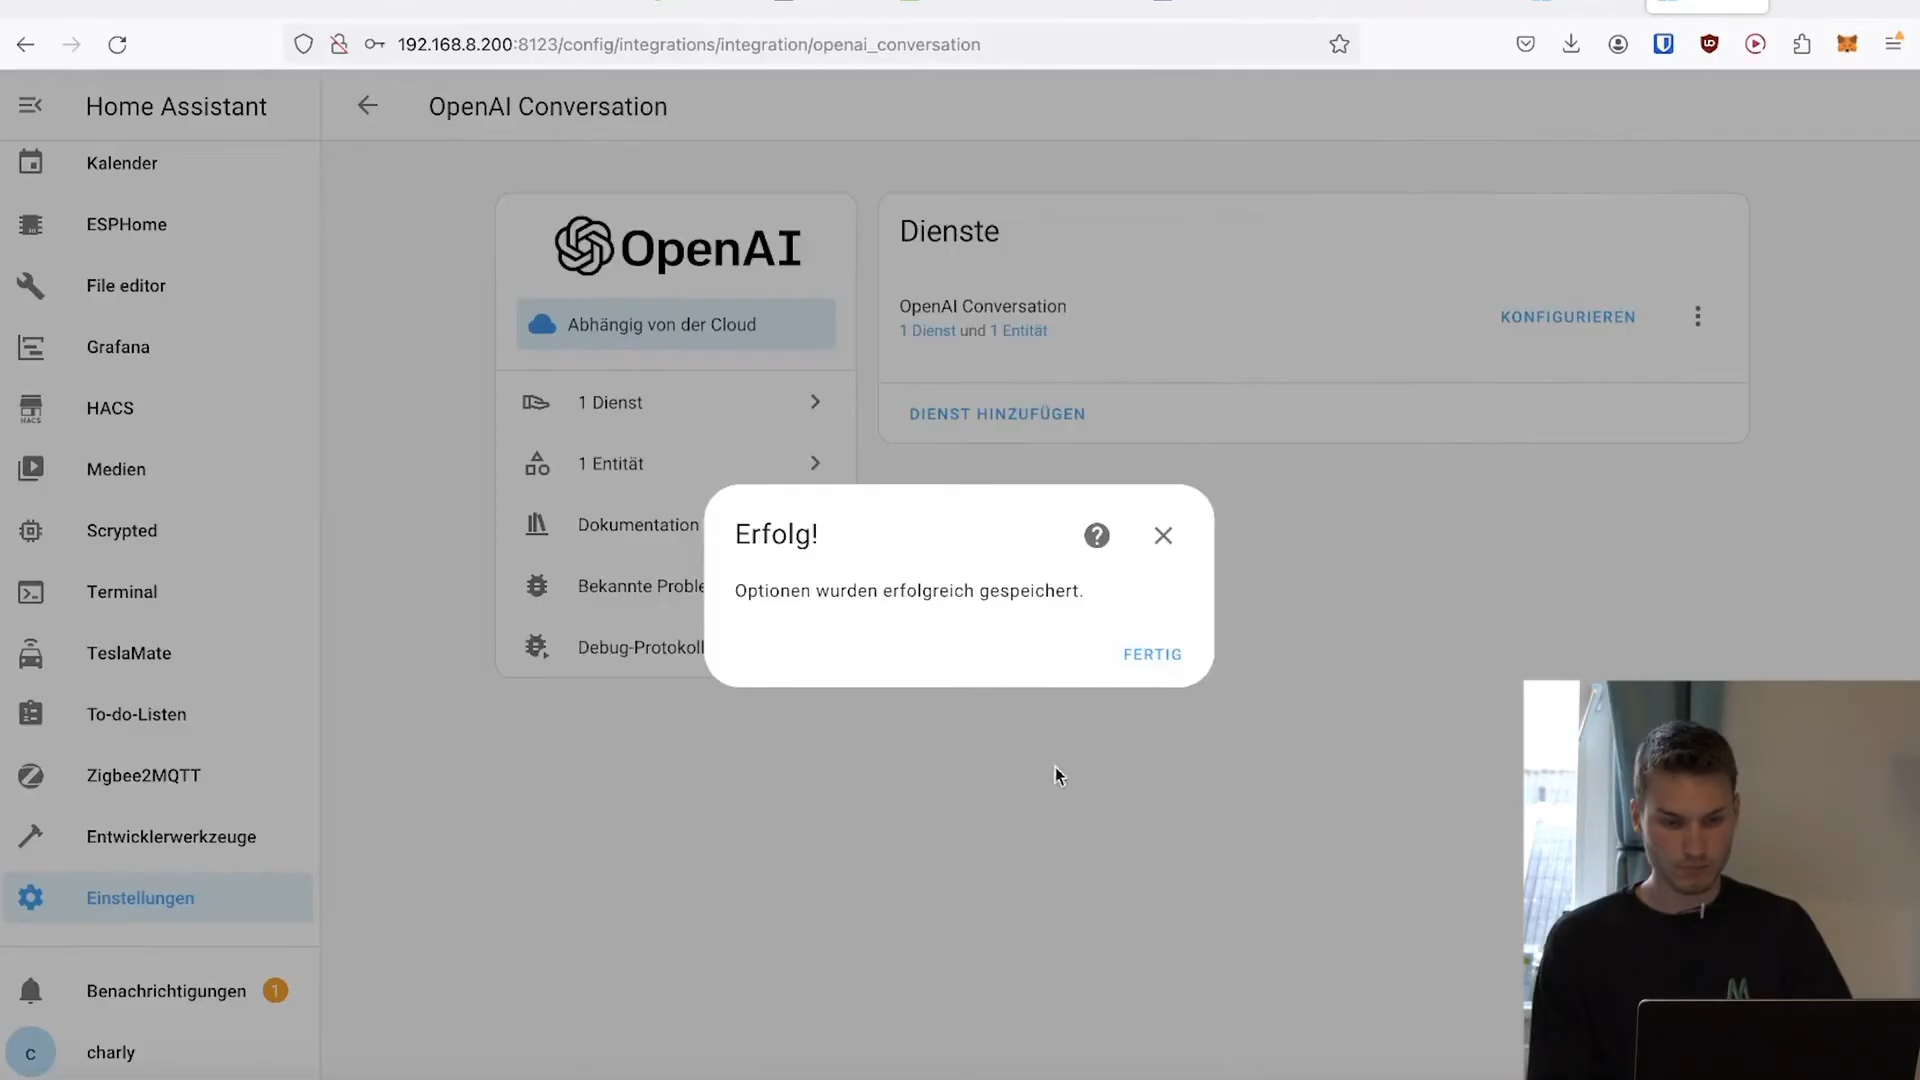 192.168.8.200:8123/config/integrations/integration/openai_conversation
Home Assistant
OpenAI Conversation
Kalender
ESPHome
File editor
Grafana
HACS
HACS
Medien
Scrypted
Terminal
TeslaMate
To-do-Listen
Zigbee2MQTT
Entwicklerwerkzeuge
Einstellungen
Benachrichtigungen 1
c charly
OpenAI
Abhängig von der Cloud
1 Dienst
1 Entität
Dokumentation
Bekannte Proble
Debug-Protokoll
Dienste
OpenAI Conversation
1 Dienst und 1 Entität
KONFIGURIEREN
DIENST HINZUFÜGEN
Erfolg!
Optionen wurden erfolgreich gespeichert.
FERTIG